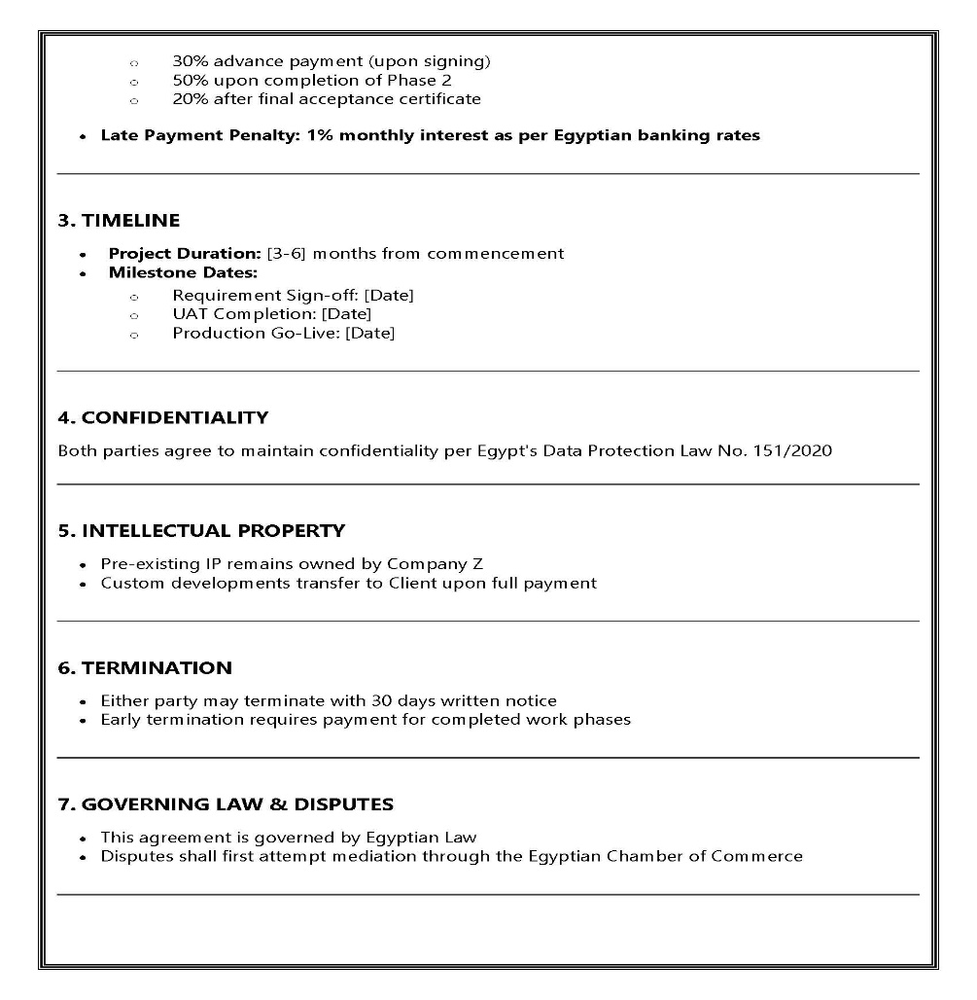 o 30% advance payment (upon signing)
o 50% upon completion of Phase 2
o 20% after final acceptance certificate
• Late Payment Penalty: 1% monthly interest as per Egyptian banking rates
3. TIMELINE
• Project Duration: [3-6] months from commencement
• Milestone Dates:
o Requirement Sign-off: [Date]
o UAT Completion: [Date]
o Production Go-Live: [Date]
4. CONFIDENTIALITY
Both parties agree to maintain confidentiality per Egypt's Data Protection Law No. 151/2020
5. INTELLECTUAL PROPERTY
• Pre-existing IP remains owned by Company Z
• Custom developments transfer to Client upon full payment
6. TERMINATION
• Either party may terminate with 30 days written notice
• Early termination requires payment for completed work phases
7. GOVERNING LAW & DISPUTES
• This agreement is governed by Egyptian Law
• Disputes shall first attempt mediation through the Egyptian Chamber of Commerce